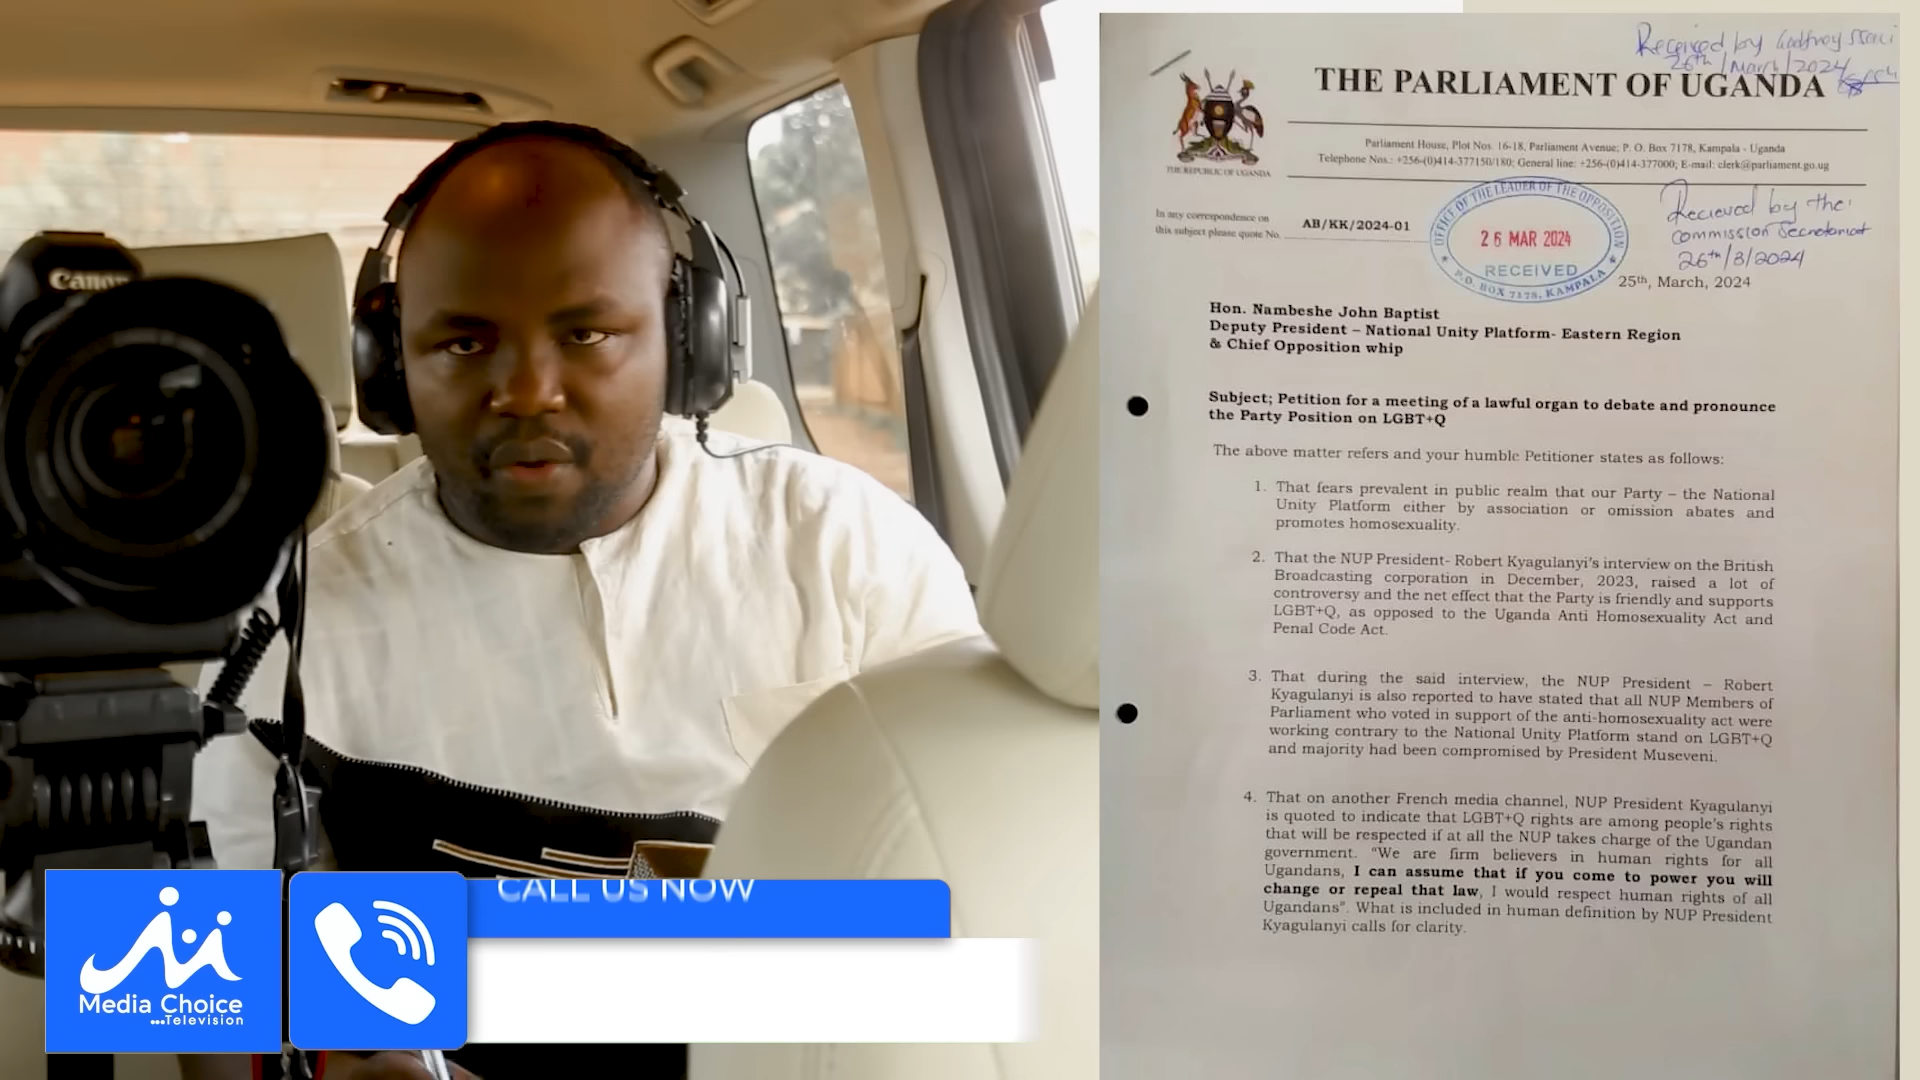 Canon
CALL US NOW
Media Choice
...Television
Received by Godfrey
26th/March/2024
THE PARLIAMENT OF UGANDA
Parliament House, Plot Nos. 16-18, Parliament Avenue; P. O. Box 7178, Kampala - Uganda
Telephone Nos.: +256-(0)414-377150/180; General line: +256-(0)414-377000; E-mail: clerk@parliament.go.ug
THE REPUBLIC OF UGANDA
In any correspondence on
this subject please quote No.
AB/KK/2024-01
OFFICE OF THE LEADER OF THE OPPOSITION
26 MAR 2024
RECEIVED
P.O. BOX 7178, KAMPALA
Recieved by the
commission Secretariat
26th/3/2024
25th, March, 2024
Hon. Nambeshe John Baptist
Deputy President – National Unity Platform- Eastern Region
& Chief Opposition whip
Subject; Petition for a meeting of a lawful organ to debate and pronounce
the Party Position on LGBT+Q
The above matter refers and your humble Petitioner states as follows:
1. That fears prevalent in public realm that our Party – the National
Unity Platform either by association or omission abates and
promotes homosexuality.
2. That the NUP President- Robert Kyagulanyi's interview on the British
Broadcasting corporation in December, 2023, raised a lot of
controversy and the net effect that the Party is friendly and supports
LGBT+Q, as opposed to the Uganda Anti Homosexuality Act and
Penal Code Act.
3. That during the said interview, the NUP President – Robert
Kyagulanyi is also reported to have stated that all NUP Members of
Parliament who voted in support of the anti-homosexuality act were
working contrary to the National Unity Platform stand on LGBT+Q
and majority had been compromised by President Museveni.
4. That on another French media channel, NUP President Kyagulanyi
is quoted to indicate that LGBT+Q rights are among people's rights
that will be respected if at all the NUP takes charge of the Ugandan
government. "We are firm believers in human rights for all
Ugandans, I can assume that if you come to power you will
change or repeal that law, I would respect human rights of all
Ugandans". What is included in human definition by NUP President
Kyagulanyi calls for clarity.